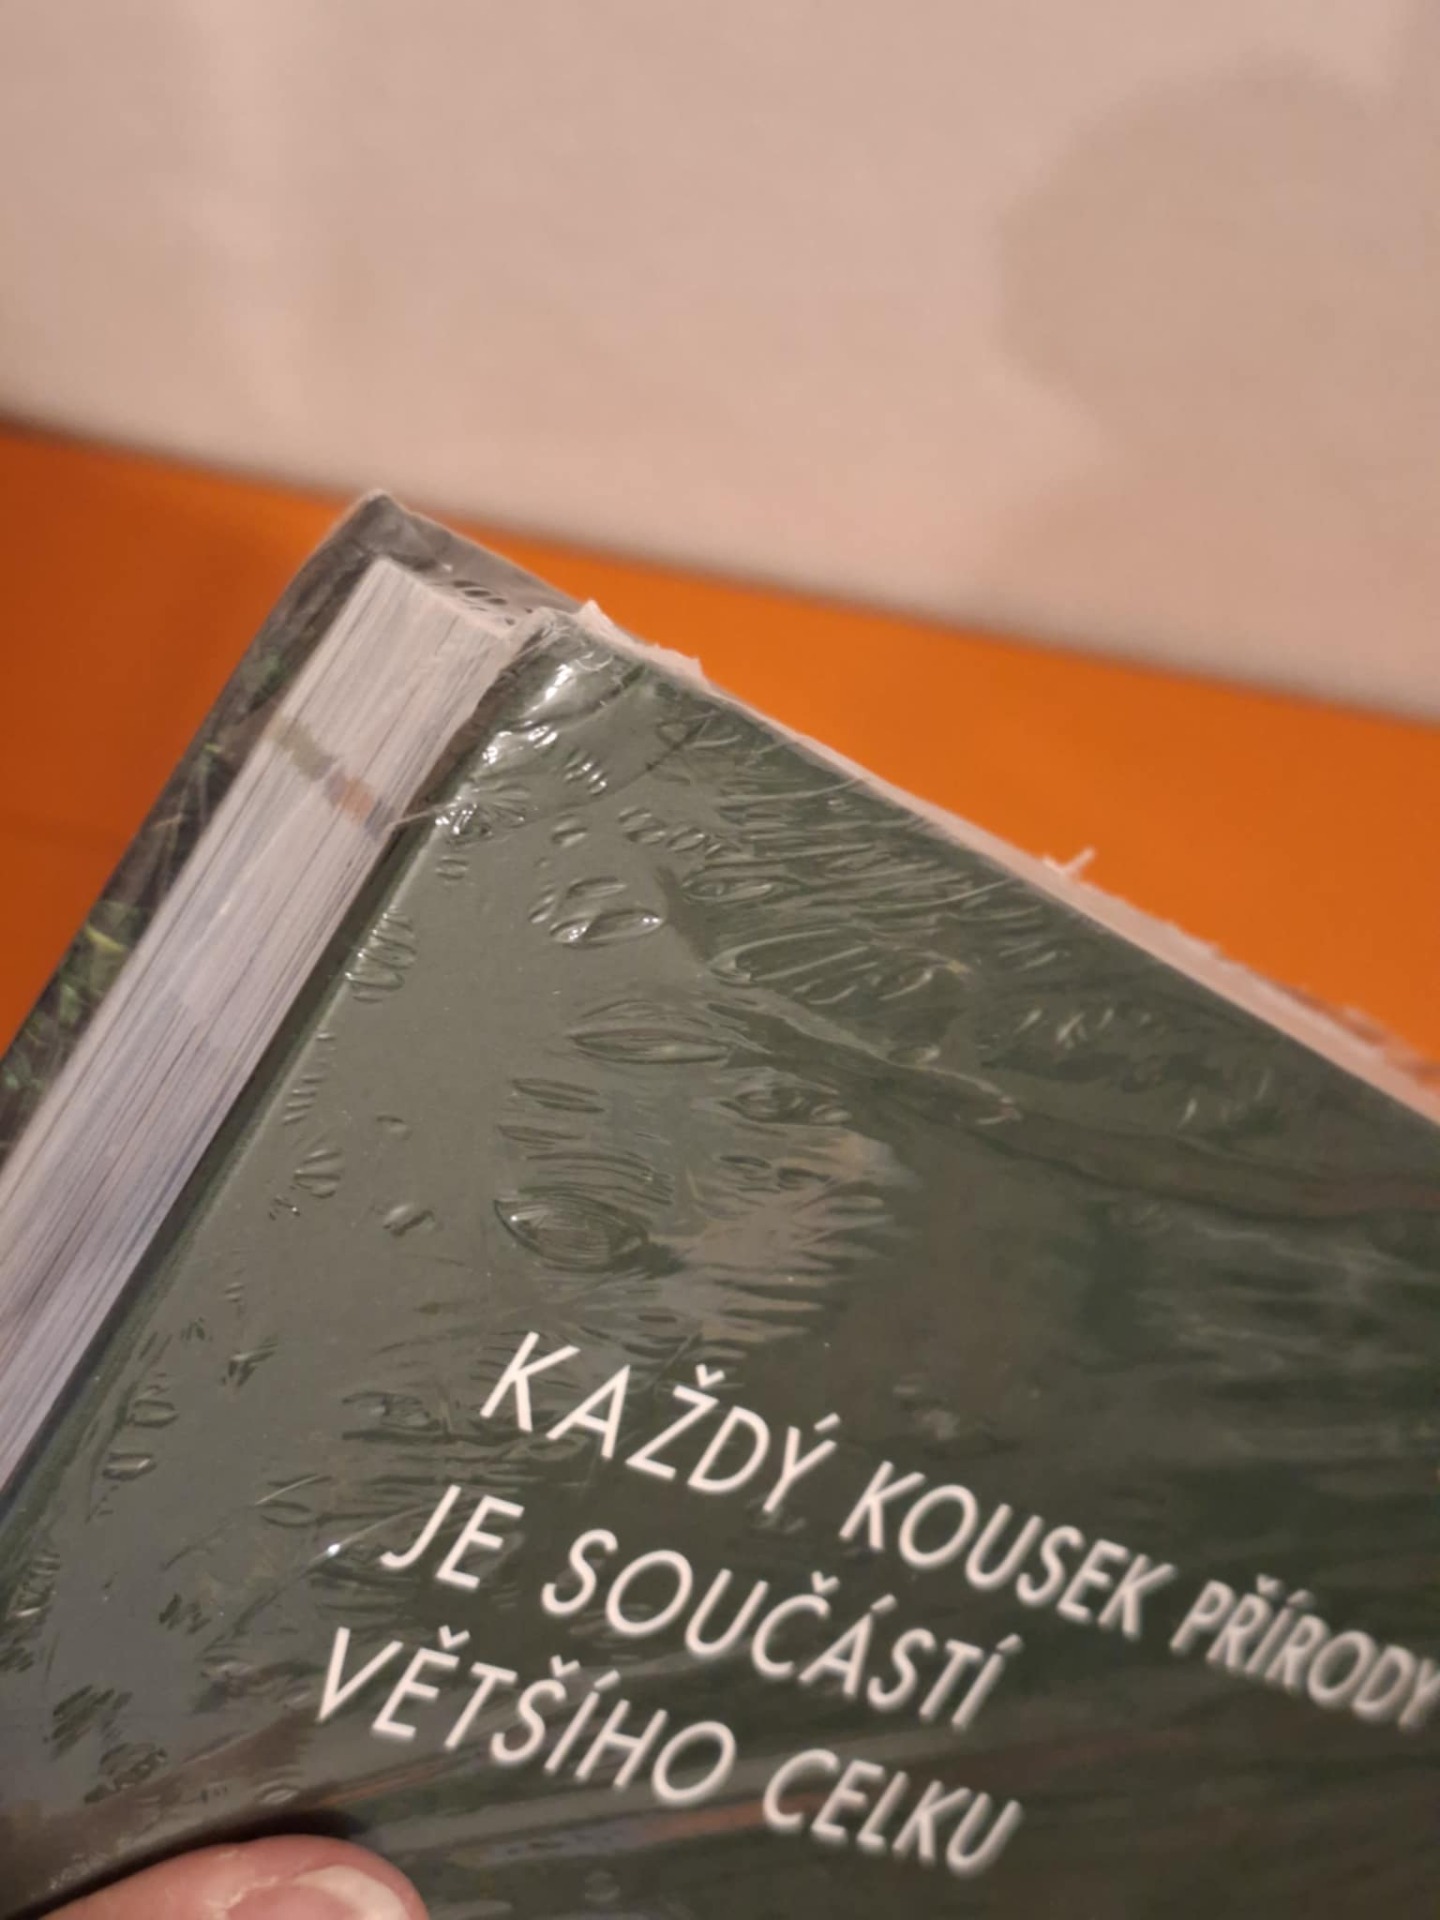 KAŽDÝ KOUSEK PŘÍRODY
JE SOUČÁSTÍ
VĚTŠÍHO CELKU